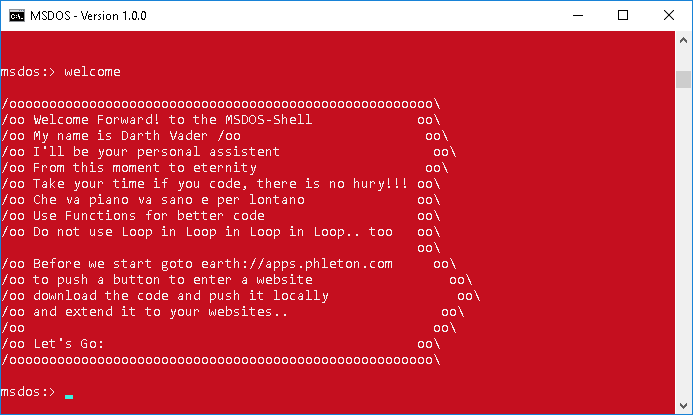 MSDOS - Version 1.0.0
msdos:> welcome
/ooooooooooooooooooooooooooooooooooooooooooooooooooooo\
/oo Welcome Forward! to the MSDOS-Shell             oo\
/oo My name is Darth Vader /oo                       oo\
/oo I'll be your personal assistent                   oo\
/oo From this moment to eternity                     oo\
/oo Take your time if you code, there is no hury!!! oo\
/oo Che va piano va sano e per lontano              oo\
/oo Use Functions for better code                   oo\
/oo Do not use Loop in Loop in Loop in Loop.. too   oo\
                                                    oo\
/oo Before we start goto earth://apps.phleton.com     oo\
/oo to push a button to enter a website                 oo\
/oo download the code and push it locally                oo\
/oo and extend it to your websites..                   oo\
/oo                                                   oo\
/oo Let's Go:                                       oo\
/ooooooooooooooooooooooooooooooooooooooooooooooooooooo\
msdos:> _